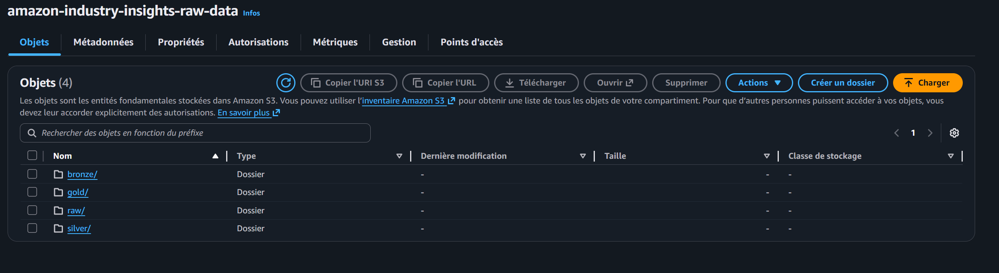 amazon-industry-insights-raw-data Infos
Objets Métadonnées Propriétés Autorisations Métriques Gestion Points d'accès
Objets (4) Copier l'URI S3 Copier l'URL Télécharger Ouvrir Supprimer Actions Créer un dossier Charger
Les objets sont les entités fondamentales stockées dans Amazon S3. Vous pouvez utiliser l’inventaire Amazon S3 pour obtenir une liste de tous les objets de votre compartiment. Pour que d’autres personnes puissent accéder à vos objets, vous
devez leur accorder explicitement des autorisations. En savoir plus
Rechercher des objets en fonction du préfixe 1
Nom Type Dernière modification Taille Classe de stockage
bronze/ Dossier - - -
gold/ Dossier - - -
raw/ Dossier - - -
silver/ Dossier - - -